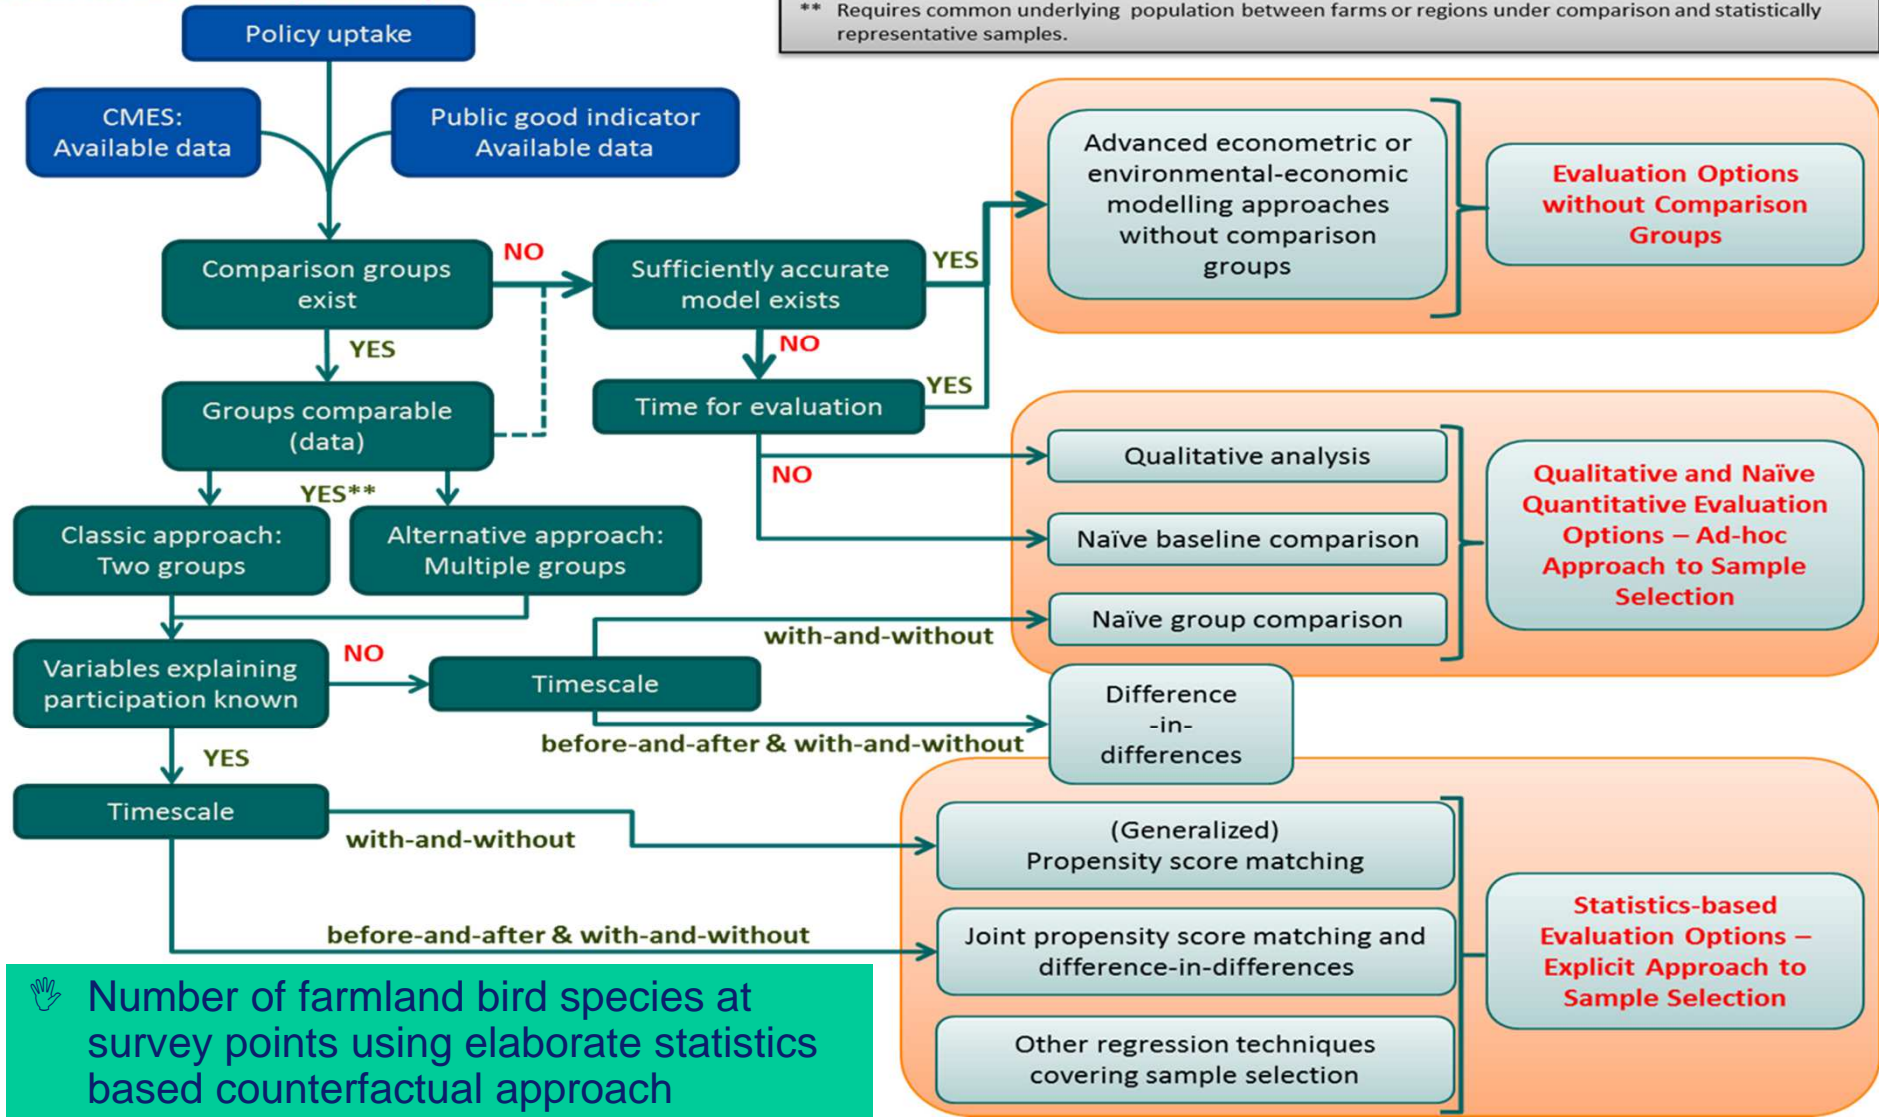 ** Requires common underlying population between farms or regions under comparison and statistically
representative samples.
Policy uptake
CMES:
Available data
Public good indicator
Available data
Comparison groups
exist
NO
Sufficiently accurate
model exists
YES
Advanced econometric or
environmental-economic
modelling approaches
without comparison
groups
Evaluation Options
without Comparison
Groups
YES
NO
Groups comparable
(data)
Time for evaluation
YES
NO
Qualitative analysis
Naïve baseline comparison
Naïve group comparison
Qualitative and Naïve
Quantitative Evaluation
Options – Ad-hoc
Approach to Sample
Selection
YES**
Classic approach:
Two groups
Alternative approach:
Multiple groups
Variables explaining
participation known
NO
Timescale
with-and-without
before-and-after & with-and-without
Difference
-in-
differences
YES
Timescale
with-and-without
before-and-after & with-and-without
(Generalized)
Propensity score matching
Joint propensity score matching and
difference-in-differences
Other regression techniques
covering sample selection
Statistics-based
Evaluation Options –
Explicit Approach to
Sample Selection
Number of farmland bird species at
survey points using elaborate statistics
based counterfactual approach